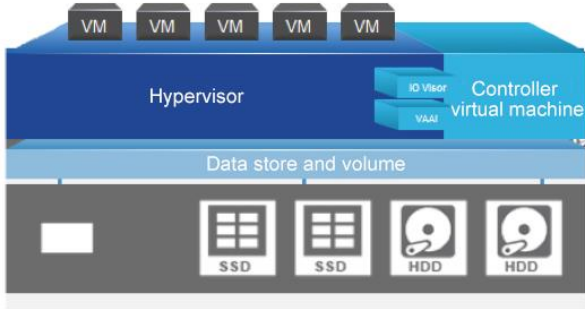 VM VM VM VM VM
Hypervisor
IO Visor
VAAI
Controller
virtual machine
Data store and volume
SSD SSD HDD HDD